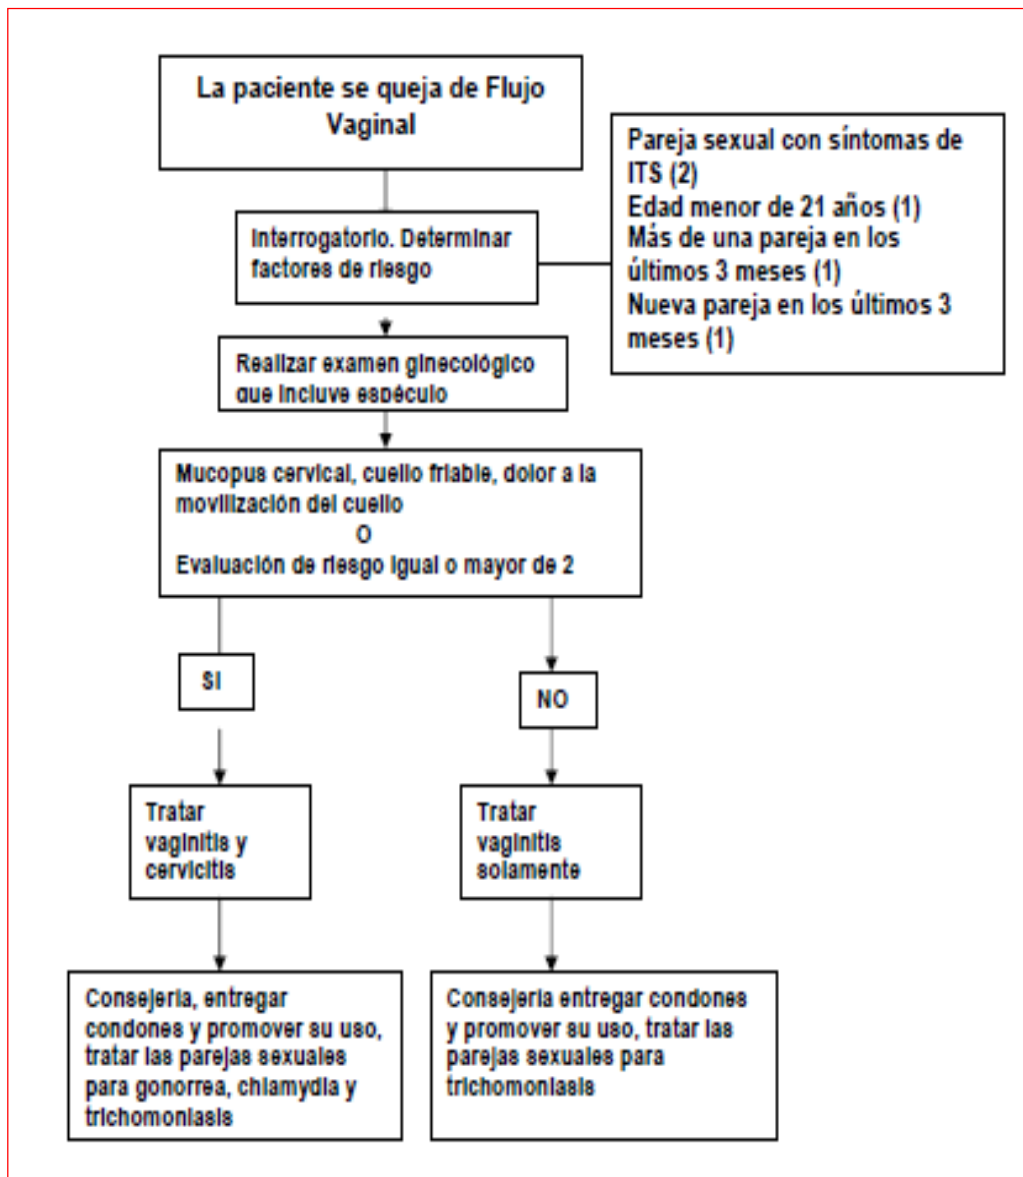 La paciente se queja de Flujo
Vaginal
Pareja sexual con síntomas de
ITS (2)
Edad menor de 21 años (1)
Más de una pareja en los
últimos 3 meses (1)
Nueva pareja en los últimos 3
meses (1)
Interrogatorio. Determinar
factores de riesgo
Realizar examen ginecológico
que incluye espéculo
Mucopus cervical, cuello friable, dolor a la
movilización del cuello
O
Evaluación de riesgo igual o mayor de 2
SI
NO
Tratar
vaginitis y
cervicitis
Tratar
vaginitis
solamente
Consejería, entregar
condones y promover su uso,
tratar las parejas sexuales
para gonorrea, chlamydia y
trichomoniasis
Consejería entregar condones
y promover su uso, tratar las
parejas sexuales para
trichomoniasis